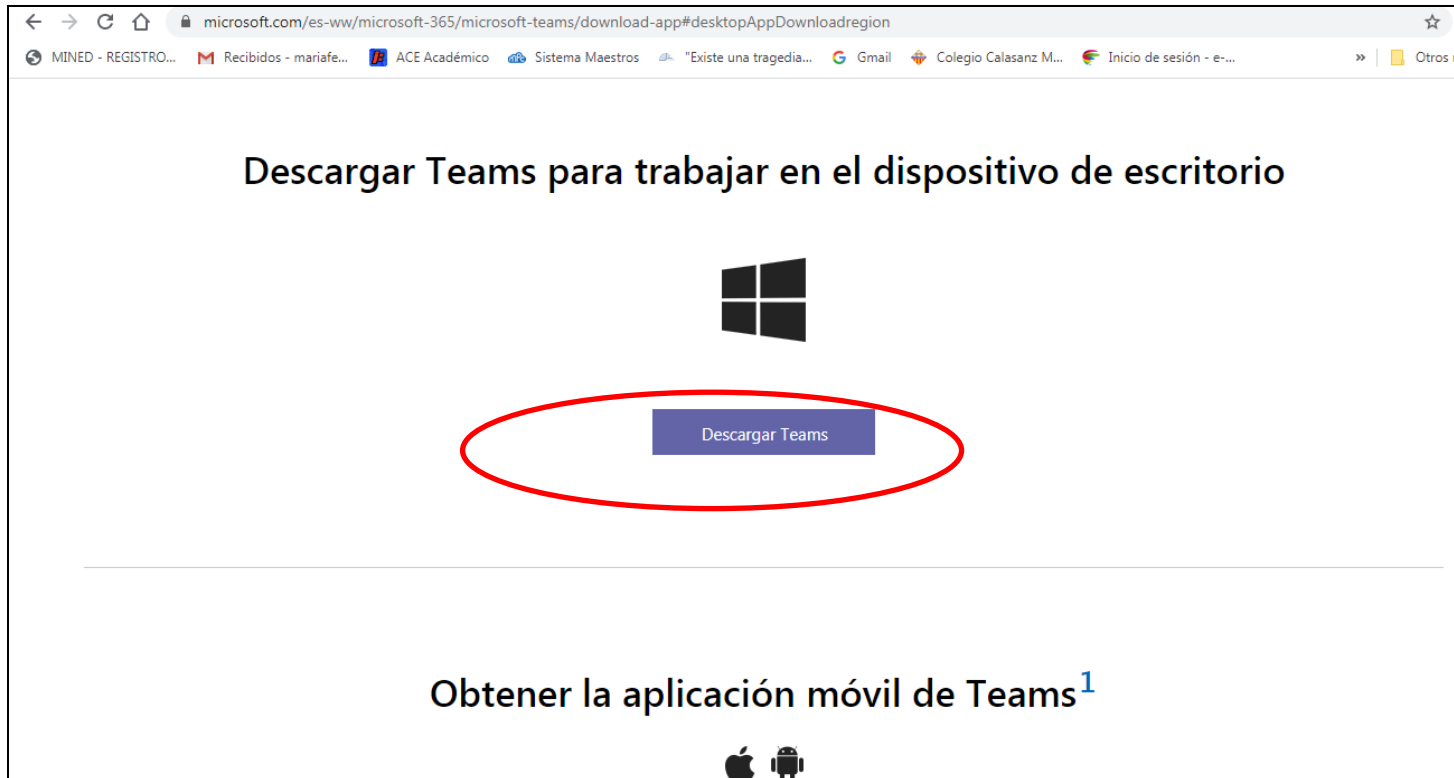 microsoft.com/es-ww/microsoft-365/microsoft-teams/download-app#desktopAppDownloadregion
MINED - REGISTRO... Recibidos - mariafe... ACE Académico Sistema Maestros "Existe una tragedia... Gmail Colegio Calasanz M... Inicio de sesión - e-... » Otros
Descargar Teams para trabajar en el dispositivo de escritorio
Descargar Teams
Obtener la aplicación móvil de Teams1